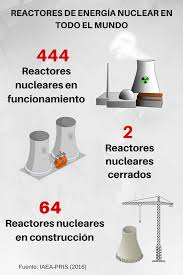 REACTORES DE ENERGÍA NUCLEAR EN
TODO EL MUNDO
444
Reactores
nucleares en
funcionamiento
2
Reactores
nucleares
cerrados
64
Reactores nucleares
en construcción
Fuente: IAEA-PRIS (2016)